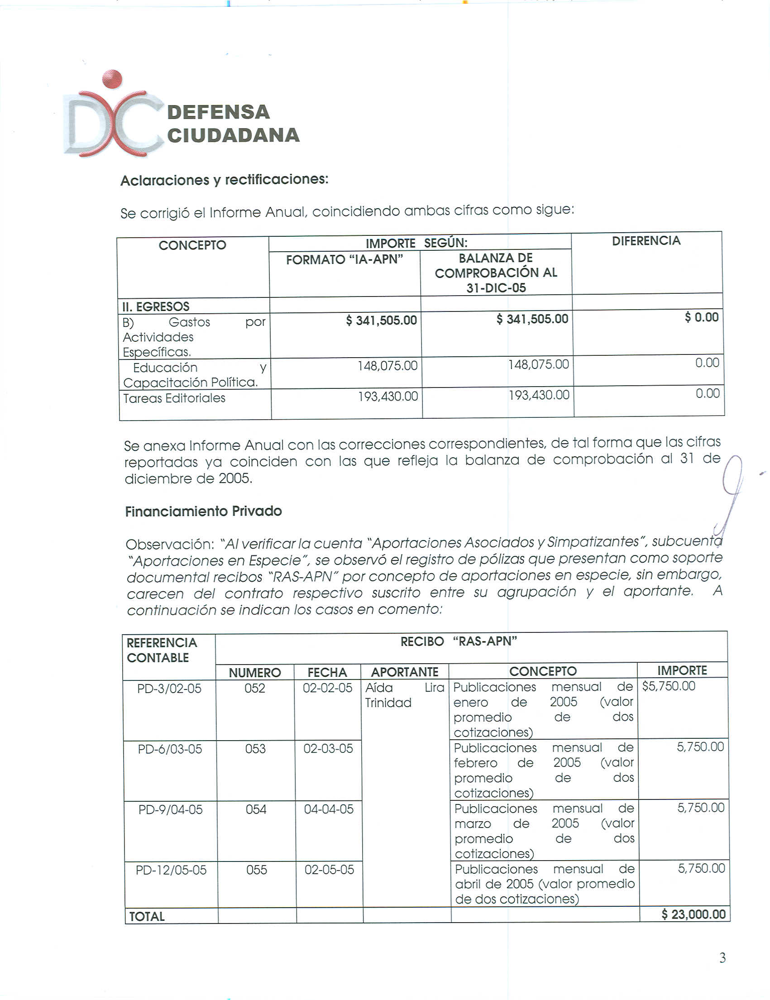 DEFENSA
CIUDADANA
Aclaraciones y rectificaciones:
Se corrigió el Informe Anual, coincidiendo ambas cifras como sigue:
CONCEPTO IMPORTE SEGÚN: DIFERENCIA
FORMATO “IA-APN” BALANZA DE
COMPROBACIÓN AL
31-DIC-05
II. EGRESOS
B) Gastos por $ 341,505.00 $ 341,505.00 $ 0.00
Actividades
Específicas.
Educación y 148,075.00 148,075.00 0.00
Capacitación Política.
Tareas Editoriales 193,430.00 193,430.00 0.00
Se anexa Informe Anual con las correcciones correspondientes, de tal forma que las cifras
reportadas ya coinciden con las que refleja la balanza de comprobación al 31 de
diciembre de 2005.
Financiamiento Privado
Observación: “Al verificar la cuenta “Aportaciones Asociados y Simpatizantes”, subcuenta
“Aportaciones en Especie”, se observó el registro de pólizas que presentan como soporte
documental recibos “RAS-APN” por concepto de aportaciones en especie, sin embargo,
carecen del contrato respectivo suscrito entre su agrupación y el aportante. A
continuación se indican los casos en comento:
REFERENCIA RECIBO “RAS-APN”
CONTABLE
NUMERO FECHA APORTANTE CONCEPTO IMPORTE
PD-3/02-05 052 02-02-05 Aída Lira Publicaciones mensual de $5,750.00
Trinidad enero de 2005 (valor
promedio de dos
cotizaciones)
PD-6/03-05 053 02-03-05 Publicaciones mensual de 5,750.00
febrero de 2005 (valor
promedio de dos
cotizaciones)
PD-9/04-05 054 04-04-05 Publicaciones mensual de 5,750.00
marzo de 2005 (valor
promedio de dos
cotizaciones)
PD-12/05-05 055 02-05-05 Publicaciones mensual de 5,750.00
abril de 2005 (valor promedio
de dos cotizaciones)
TOTAL $ 23,000.00
3